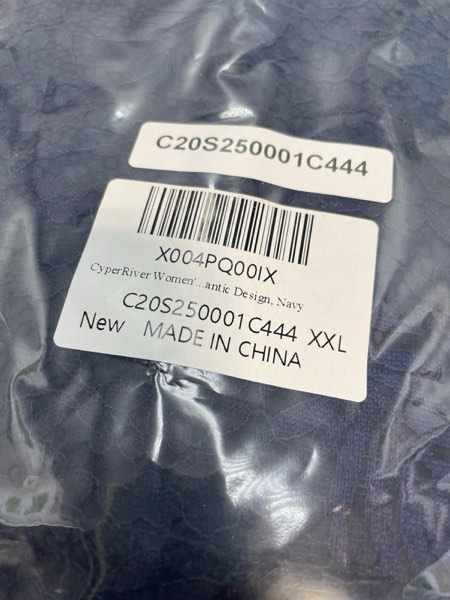 C20S250001C444
X004PQ00IX
CyperRiver Women'...antic Design, Navy
C20S250001C444 XXL
New MADE IN CHINA